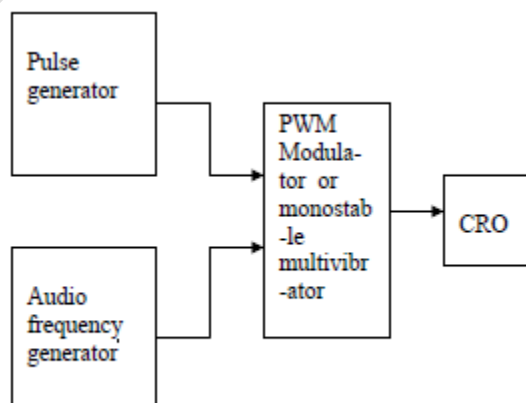 Pulse
generator
PWM
Modula-
tor or
monostab
-le
multivibr
-ator
CRO
Audio
frequency
generator